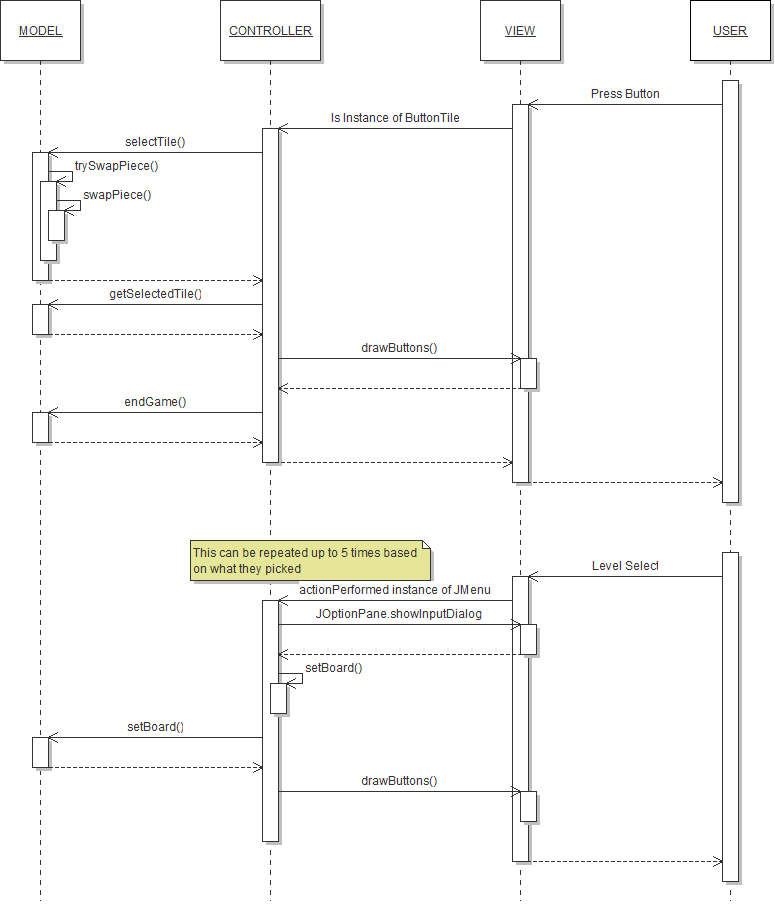 MODEL
CONTROLLER
VIEW
USER
Press Button
Is Instance of ButtonTile
selectTile()
trySwapPiece()
swapPiece()
getSelectedTile()
drawButtons()
endGame()
This can be repeated up to 5 times based
on what they picked
Level Select
actionPerformed instance of JMenu
JOptionPane.showInputDialog
setBoard()
setBoard()
drawButtons()